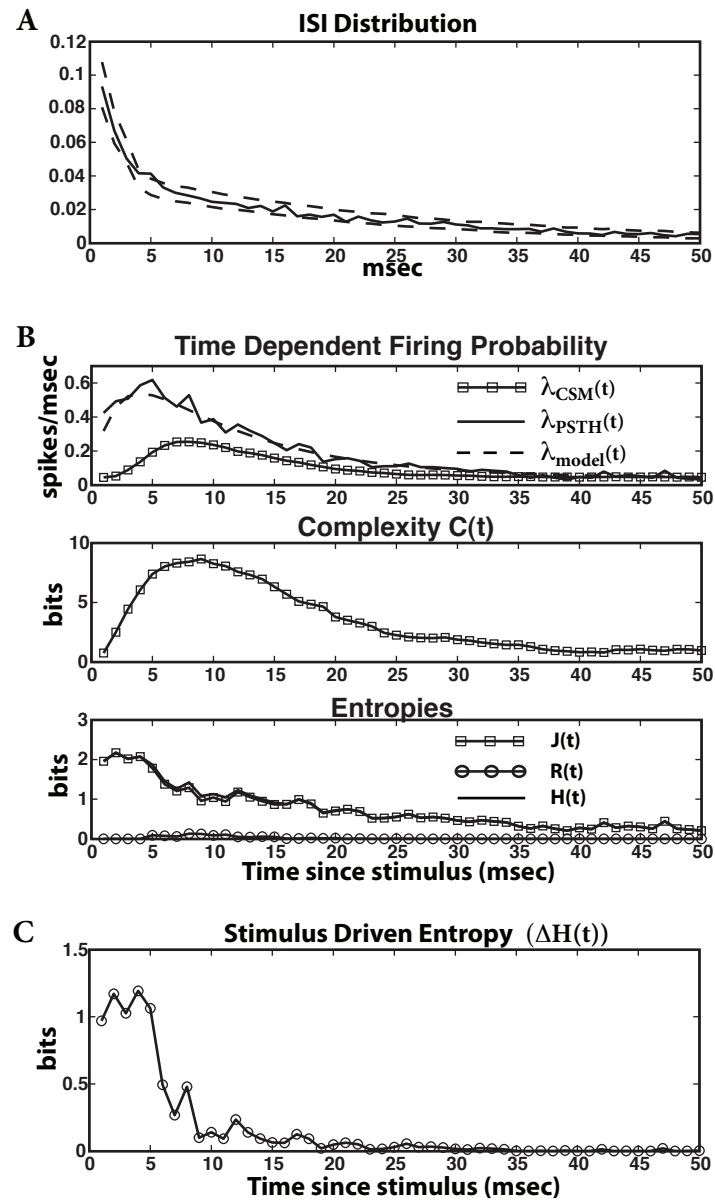 A
ISI Distribution
0.12
0.1
0.08
0.06
0.04
0.02
0
0 5 10 15 20 25 30 35 40 45 50
msec
B
Time Dependent Firing Probability
spikes/msec
0.6
0.4
0.2
0
λCSM(t)
λPSTH(t)
λmodel(t)
0 5 10 15 20 25 30 35 40 45 50
Complexity C(t)
bits
10
5
0
0 5 10 15 20 25 30 35 40 45 50
Entropies
bits
3
2
1
0
J(t)
R(t)
H(t)
0 5 10 15 20 25 30 35 40 45 50
Time since stimulus (msec)
C
Stimulus Driven Entropy (ΔH(t))
bits
1.5
1
0.5
0
0 5 10 15 20 25 30 35 40 45 50
Time since stimulus (msec)